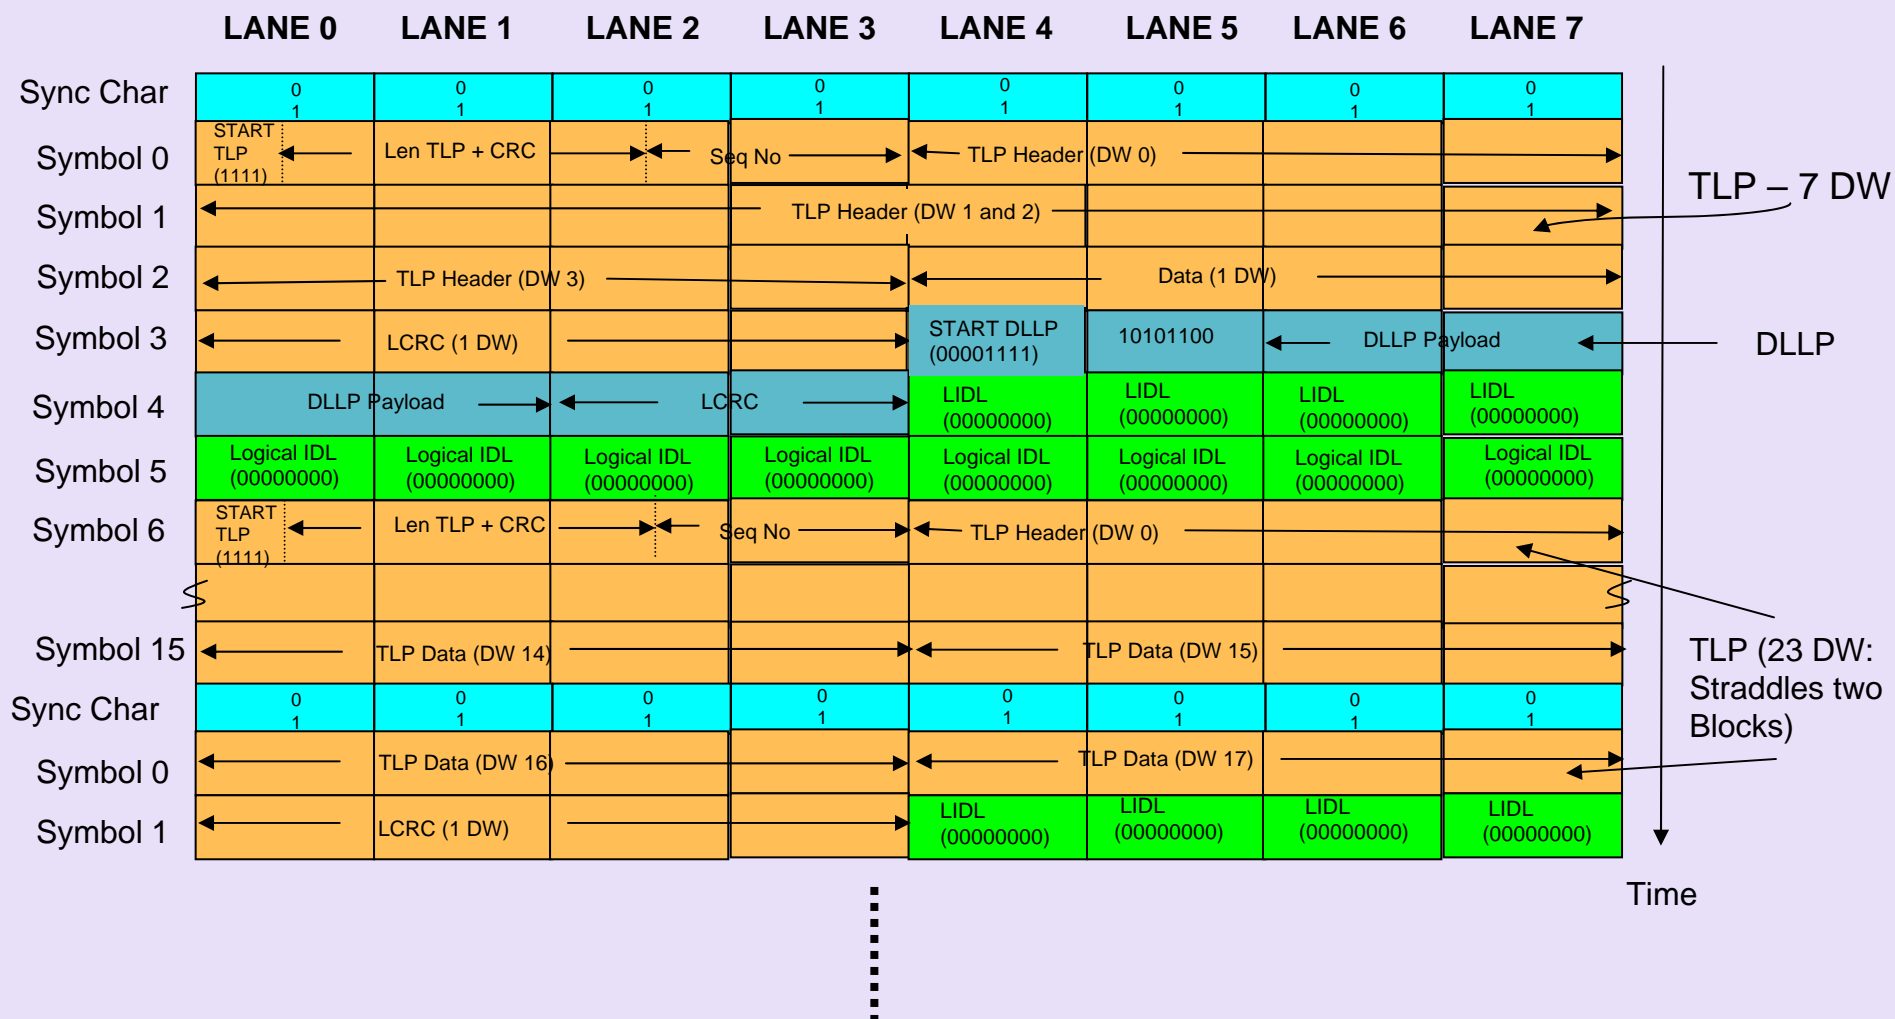 LANE 0 LANE 1 LANE 2 LANE 3 LANE 4 LANE 5 LANE 6 LANE 7
Sync Char 0 0 0 0 0 0 0 0
1 1 1 1 1 1 1 1
Symbol 0 START TLP (1111) Len TLP + CRC Seq No TLP Header (DW 0)
Symbol 1 TLP Header (DW 1 and 2)
TLP – 7 DW
Symbol 2 TLP Header (DW 3) Data (1 DW)
Symbol 3 LCRC (1 DW) START DLLP (00001111) 10101100 DLLP Payload
DLLP
Symbol 4 DLLP Payload LCRC LIDL (00000000) LIDL (00000000) LIDL (00000000) LIDL (00000000)
Symbol 5 Logical IDL (00000000) Logical IDL (00000000) Logical IDL (00000000) Logical IDL (00000000) Logical IDL (00000000) Logical IDL (00000000) Logical IDL (00000000) Logical IDL (00000000)
Symbol 6 START TLP (1111) Len TLP + CRC Seq No TLP Header (DW 0)
Symbol 15 TLP Data (DW 14) TLP Data (DW 15)
TLP (23 DW:
Straddles two
Blocks)
Sync Char 0 0 0 0 0 0 0 0
1 1 1 1 1 1 1 1
Symbol 0 TLP Data (DW 16) TLP Data (DW 17)
Symbol 1 LCRC (1 DW) LIDL (00000000) LIDL (00000000) LIDL (00000000) LIDL (00000000)
Time